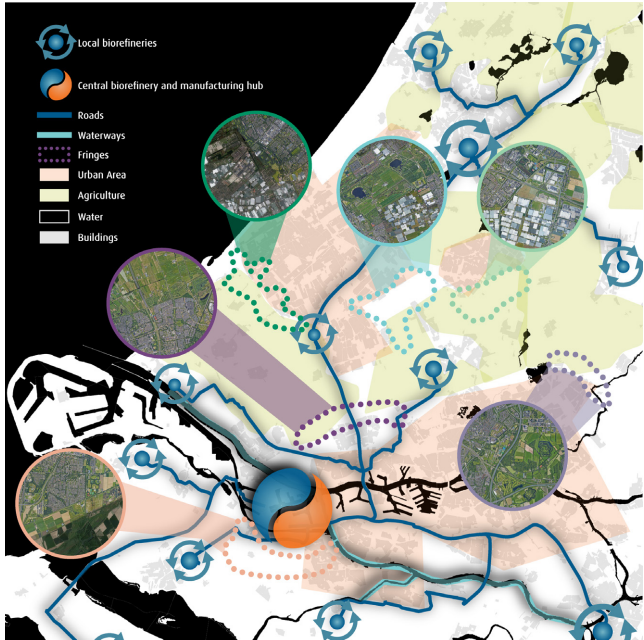 Local biorefineries
Central biorefinery and manufacturing hub
Roads
Waterways
Fringes
Urban Area
Agriculture
Water
Buildings